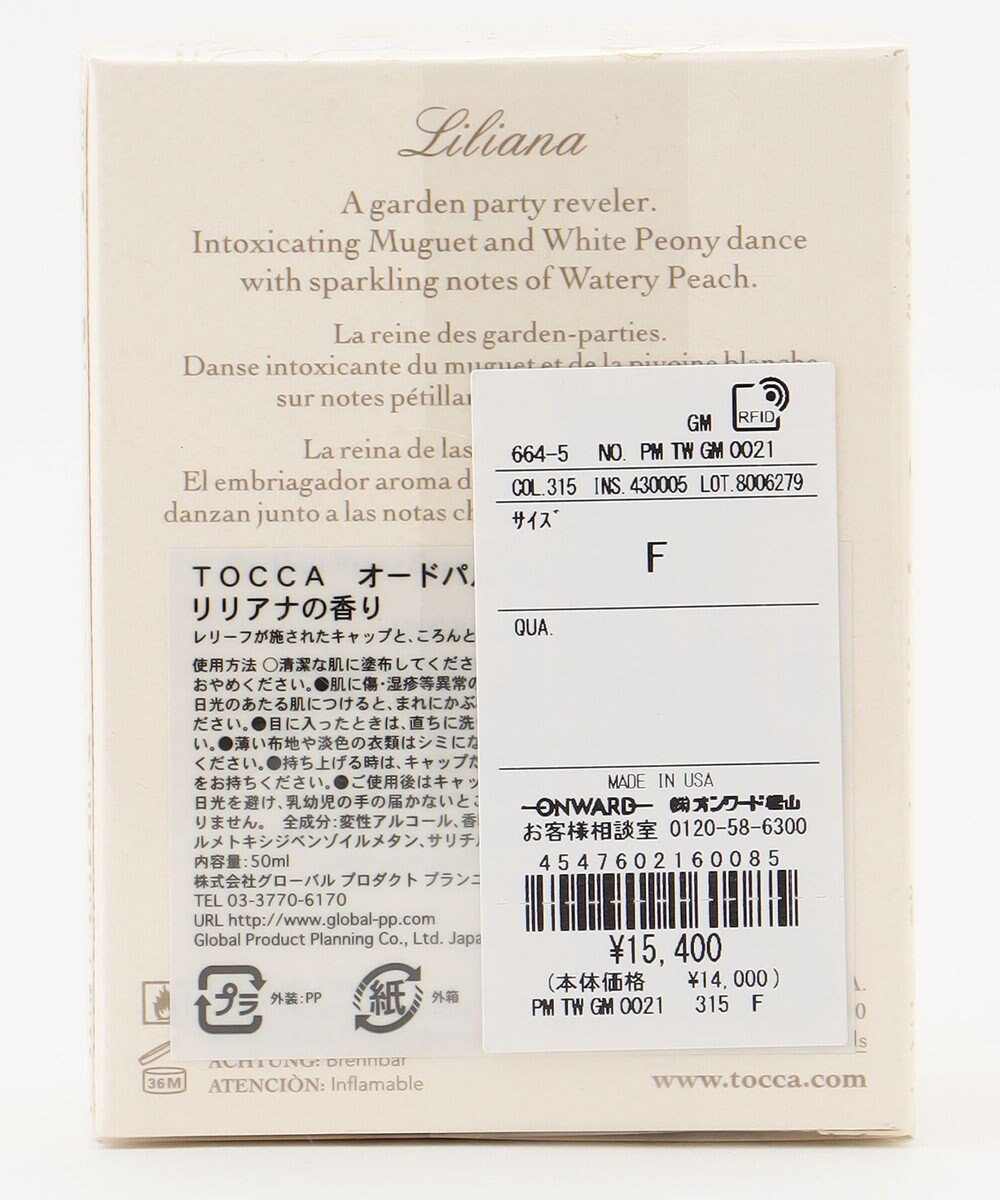 Liliana
A garden party reveler.
Intoxicating Muguet and White Peony dance
with sparkling notes of Watery Peach.
La reine des garden-parties.
Danse intoxicante du muguet et de la pivoine blanche
sur notes
La reina de las
El embriagador aroma
danzan junto a las notas
GM
RFID
664-5 NO. PM TW GM 0021
COL.315 INS.430005 LOT.8006279
サイズ
F
QUA.
MADE IN USA
ONWARD ㈱オンワード樫山
お客様相談室 0120-58-6300
4547602160085
¥15,400
(本体価格 ¥14,000)
PM TW GM 0021 315 F
TOCCA オードパ
リリアナの香り
レリーフが施されたキャップと、ころんと
使用方法 ○清潔な肌に塗布してくださ
おやめください。●肌に傷・湿疹等異常の
日光のあたる肌につけると、まれにかぶ
ださい。●目に入ったときは、直ちに洗
い。●薄い布地や淡色の衣類はシミにな
ください。●持ち上げる時は、キャップだ
をお持ちください。●ご使用後はキャッ
日光を避け、乳幼児の手の届かないと
りません。 全成分:変性アルコール、香
ルメトキシジベンゾイルメタン、サリチ
内容量:50ml
株式会社グローバル プロダクト プランニ
TEL 03-3770-6170
URL http://www.global-pp.com
Global Product Planning Co., Ltd. Japa
プラ 外装:PP 紙 外箱
ACHTUNG: Brennbar
36M ATENCIÒN: Inflamable
www.tocca.com